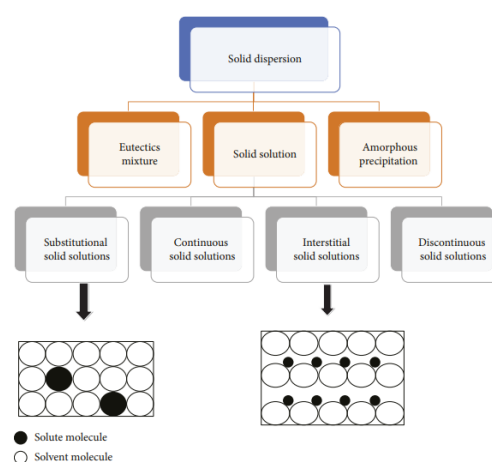 Solid dispersion
Eutectics
mixture
Solid solution
Amorphous
precipitation
Substitutional
solid solutions
Continuous
solid solutions
Interstitial
solid solutions
Discontinuous
solid solutions
Solute molecule
Solvent molecule